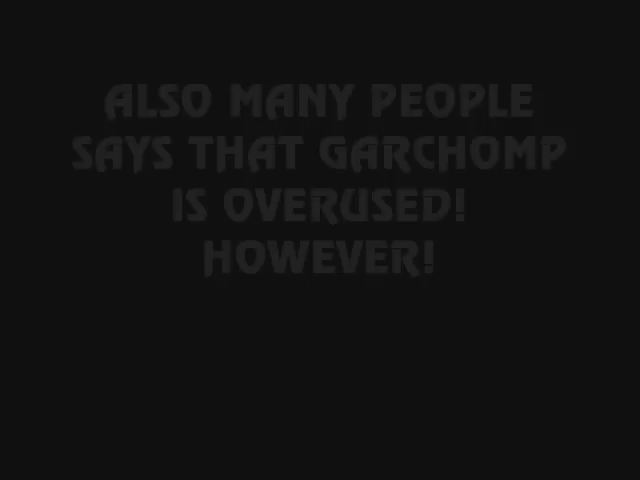 ALSO MANY PEOPLE
SAYS THAT GARCHOMP
IS OVERUSED!
HOWEVER!